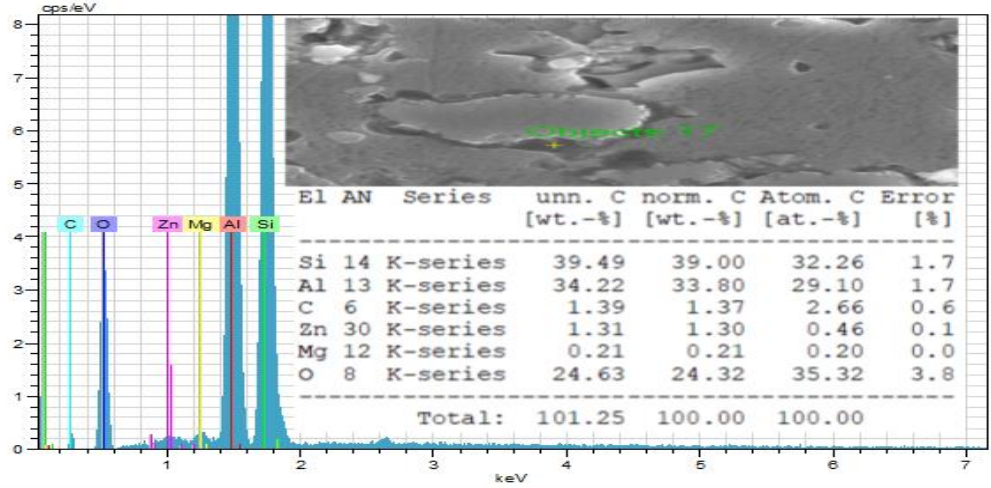 cps/eV
8
7
6
5
4
3
2
1
0
C O Zn Mg Al Si
Objects 17
El AN Series unn. C norm. C Atom. C Error
[wt.-%] [wt.-%] [at.-%] [%]
Si 14 K-series 39.49 39.00 32.26 1.7
Al 13 K-series 34.22 33.80 29.10 1.7
C 6 K-series 1.39 1.37 2.66 0.6
Zn 30 K-series 1.31 1.30 0.46 0.1
Mg 12 K-series 0.21 0.21 0.20 0.0
O 8 K-series 24.63 24.32 35.32 3.8
Total: 101.25 100.00 100.00
1 2 3 4 5 6 7
keV